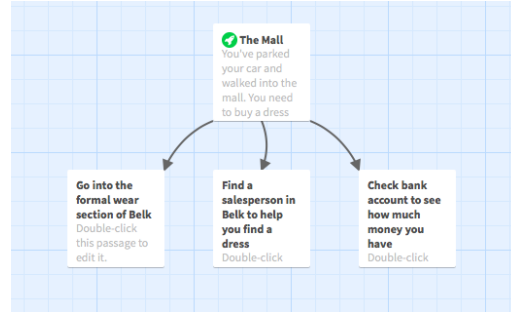 The Mall
You've parked
your car and
walked into the
mall. You need
to buy a dress
Go into the
formal wear
section of Belk
Double-click
this passage to
edit it.
Find a
salesperson in
Belk to help
you find a
dress
Double-click
Check bank
account to see
how much
money you
have
Double-click